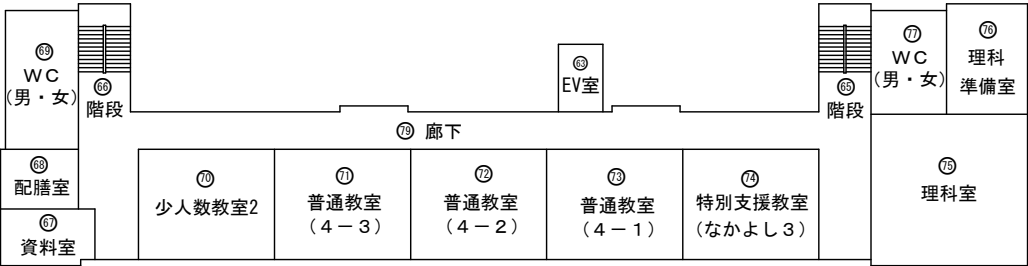 ㊿+19 69
ＷＣ
(男・女)
66
階段
63
EV室
65
階段
77
ＷＣ
(男・女)
76
理科
準備室
79 廊下
68
配膳室
67
資料室
70
少人数教室2
71
普通教室
(４－３)
72
普通教室
(４－２)
73
普通教室
(４－１)
74
特別支援教室
(なかよし３)
75
理科室